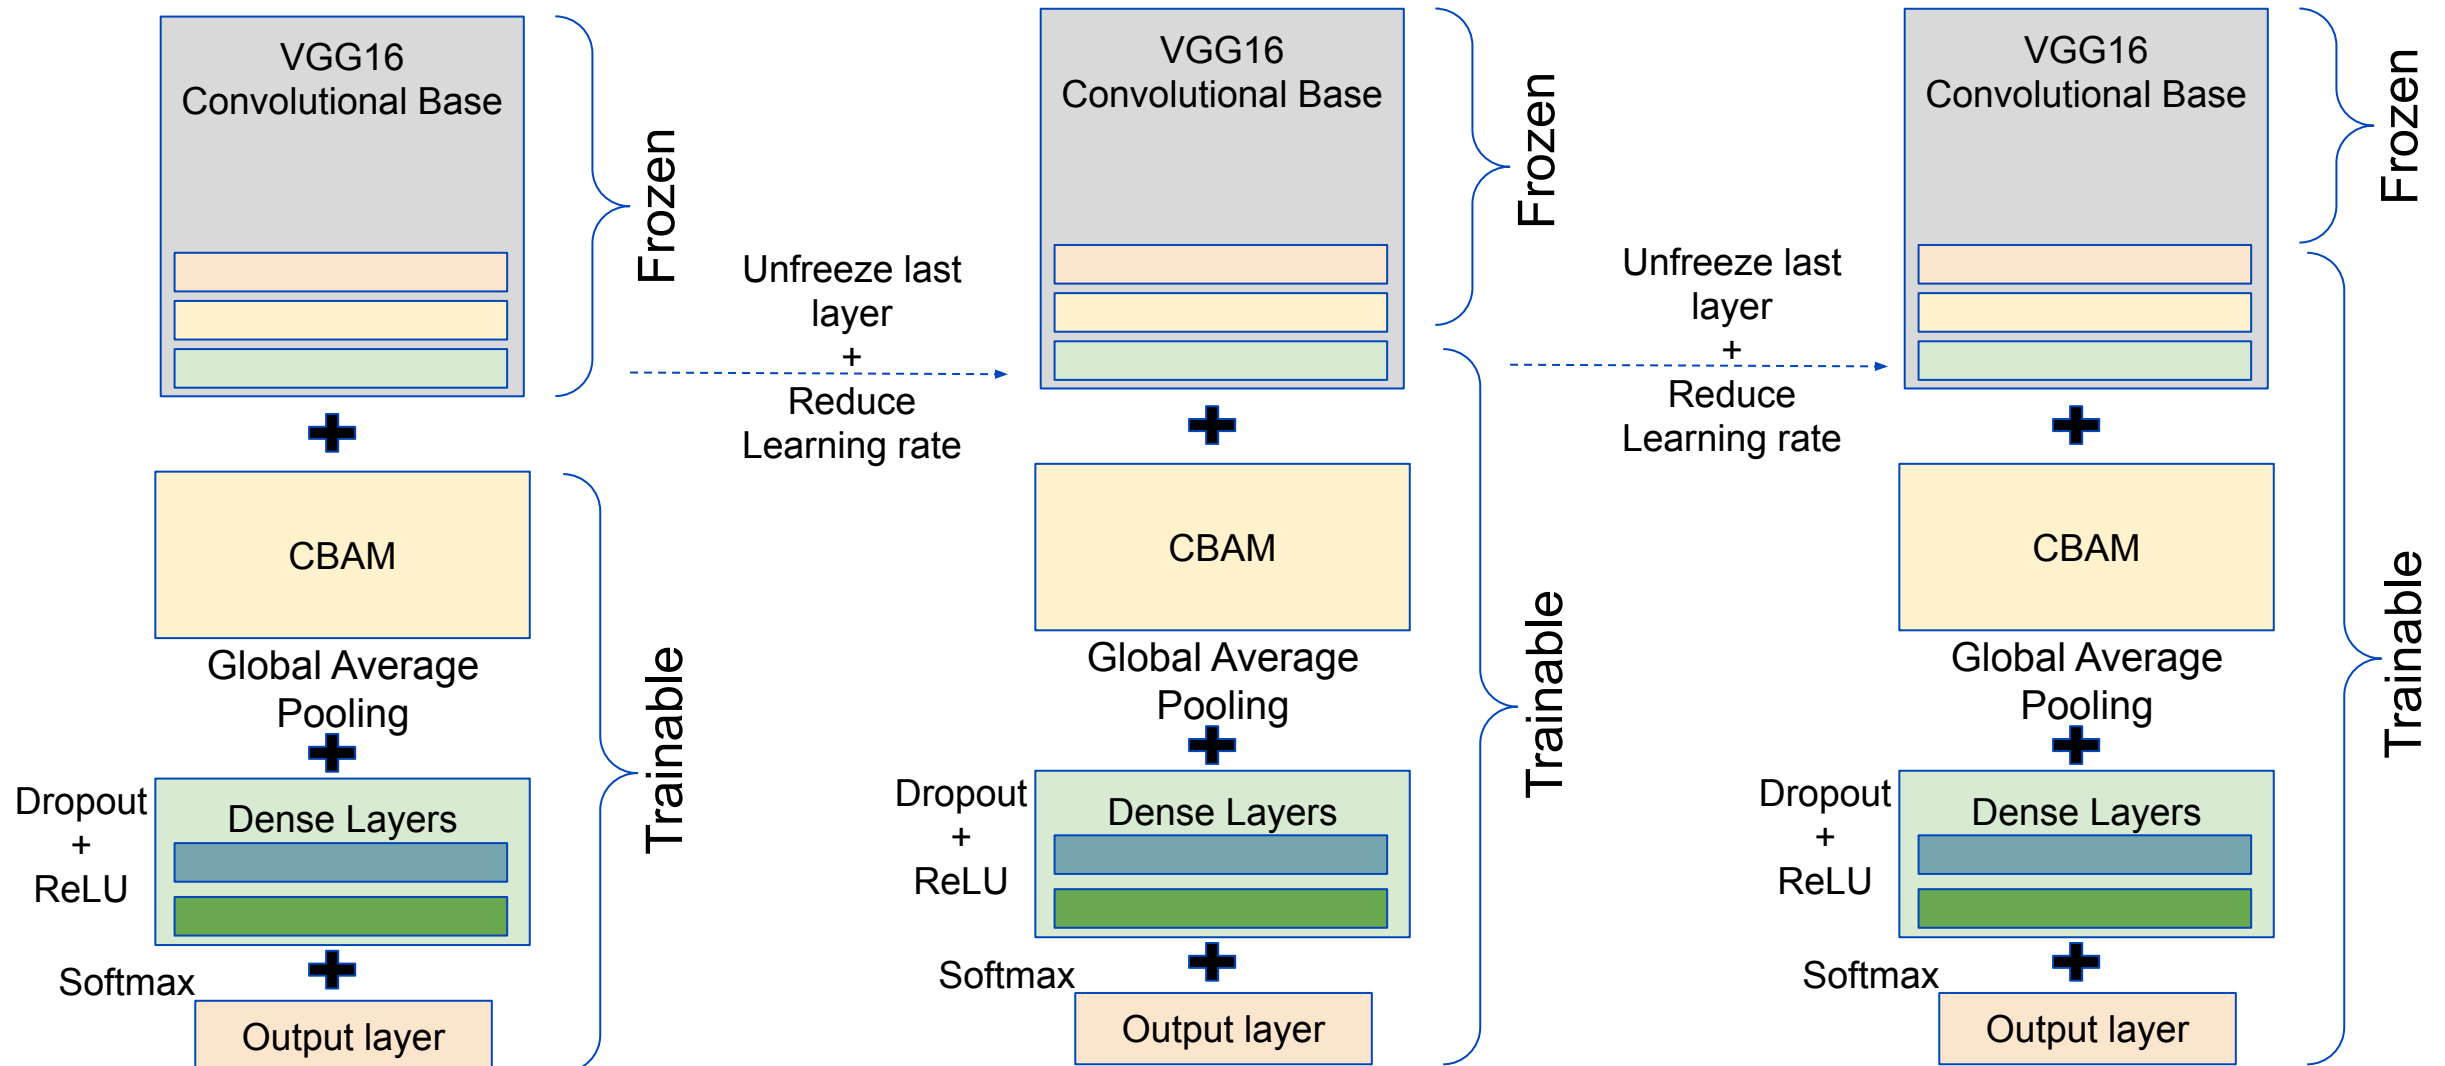 VGG16
Convolutional Base
Frozen
CBAM
Global Average
Pooling
Dropout
+
ReLU
Dense Layers
Softmax
Output layer
Trainable
Unfreeze last
layer
+
Reduce
Learning rate
VGG16
Convolutional Base
Frozen
CBAM
Global Average
Pooling
Dropout
+
ReLU
Dense Layers
Softmax
Output layer
Trainable
Unfreeze last
layer
+
Reduce
Learning rate
VGG16
Convolutional Base
Frozen
CBAM
Global Average
Pooling
Dropout
+
ReLU
Dense Layers
Softmax
Output layer
Trainable